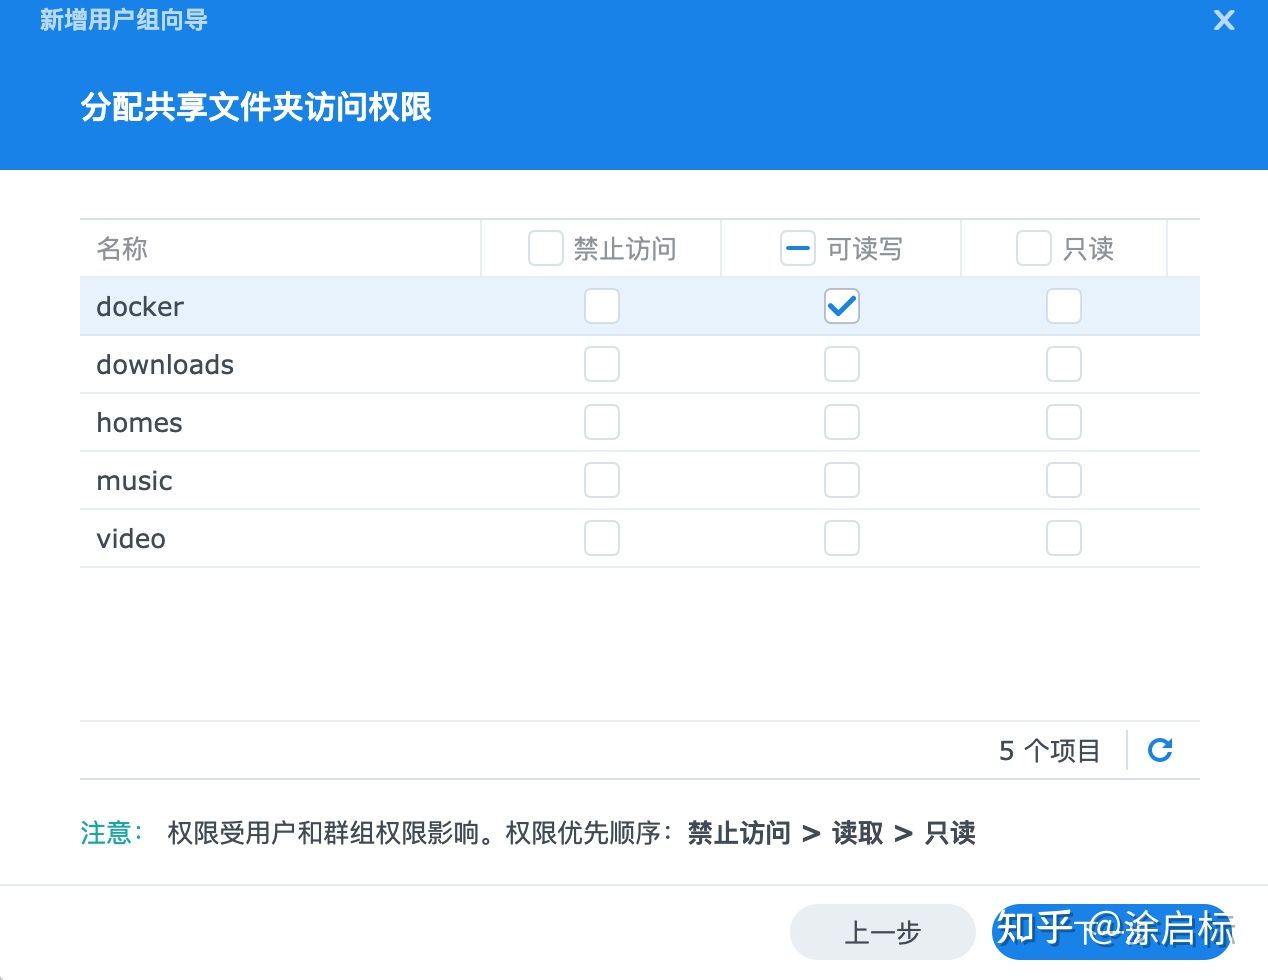 新增用户组向导
分配共享文件夹访问权限
名称 禁止访问 可读写 只读
docker
downloads
homes
music
video
5 个项目
注意： 权限受用户和群组权限影响。权限优先顺序：禁止访问 > 读取 > 只读
上一步
知乎 @涂启标